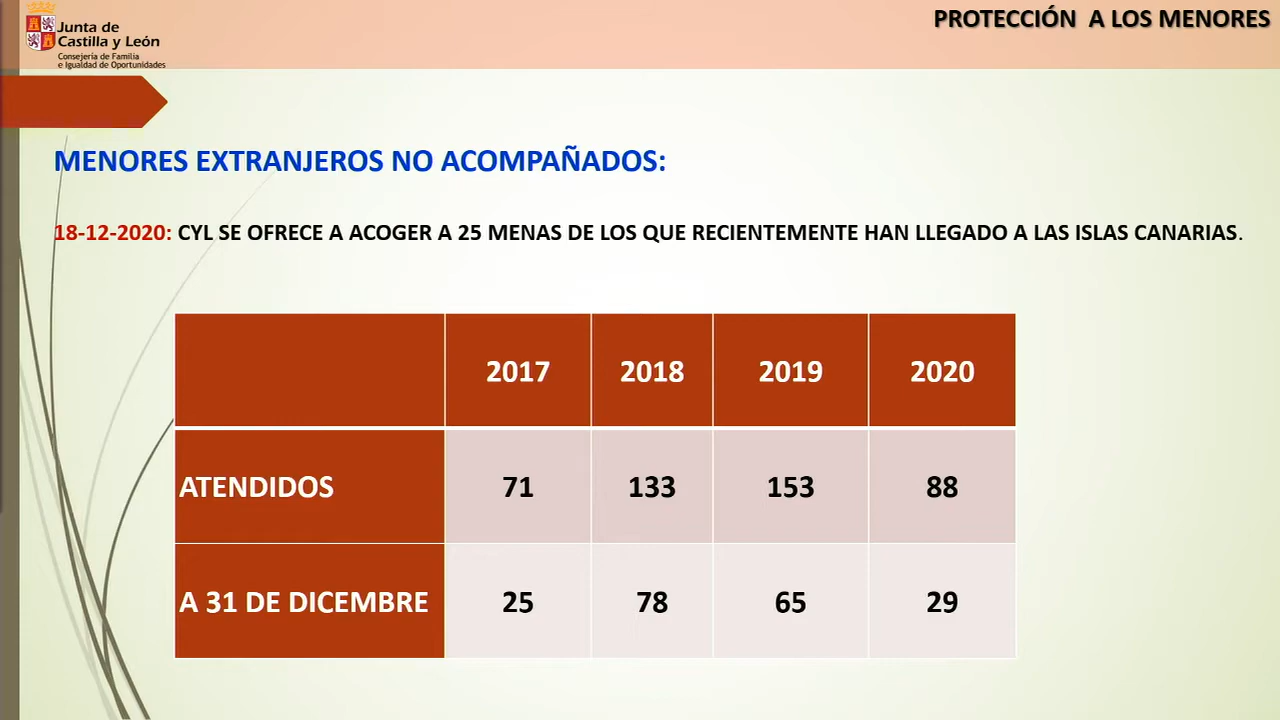 Junta de
Castilla y León
Consejería de Familia
e Igualdad de Oportunidades
PROTECCIÓN A LOS MENORES
MENORES EXTRANJEROS NO ACOMPAÑADOS:
18-12-2020: CYL SE OFRECE A ACOGER A 25 MENAS DE LOS QUE RECIENTEMENTE HAN LLEGADO A LAS ISLAS CANARIAS.
2017 2018 2019 2020
ATENDIDOS 71 133 153 88
A 31 DE DICEMBRE 25 78 65 29